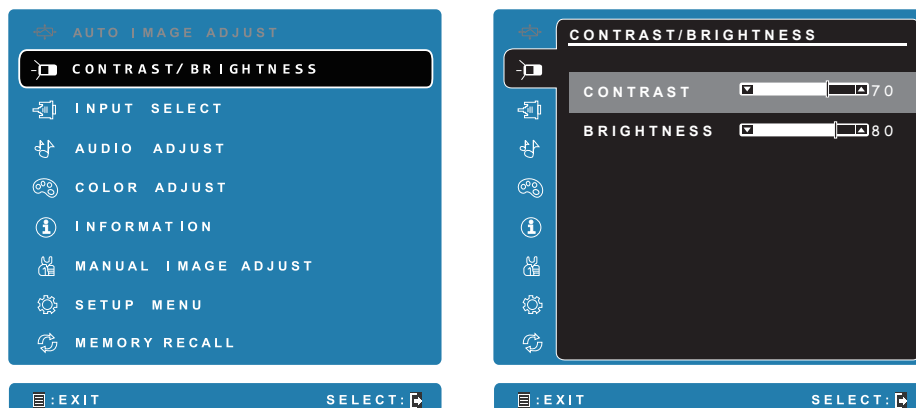 AUTO IMAGE ADJUST
CONTRAST/BRIGHTNESS
INPUT SELECT
AUDIO ADJUST
COLOR ADJUST
INFORMATION
MANUAL IMAGE ADJUST
SETUP MENU
MEMORY RECALL
:EXIT SELECT:
CONTRAST/BRIGHTNESS
CONTRAST 70
BRIGHTNESS 80
:EXIT SELECT: